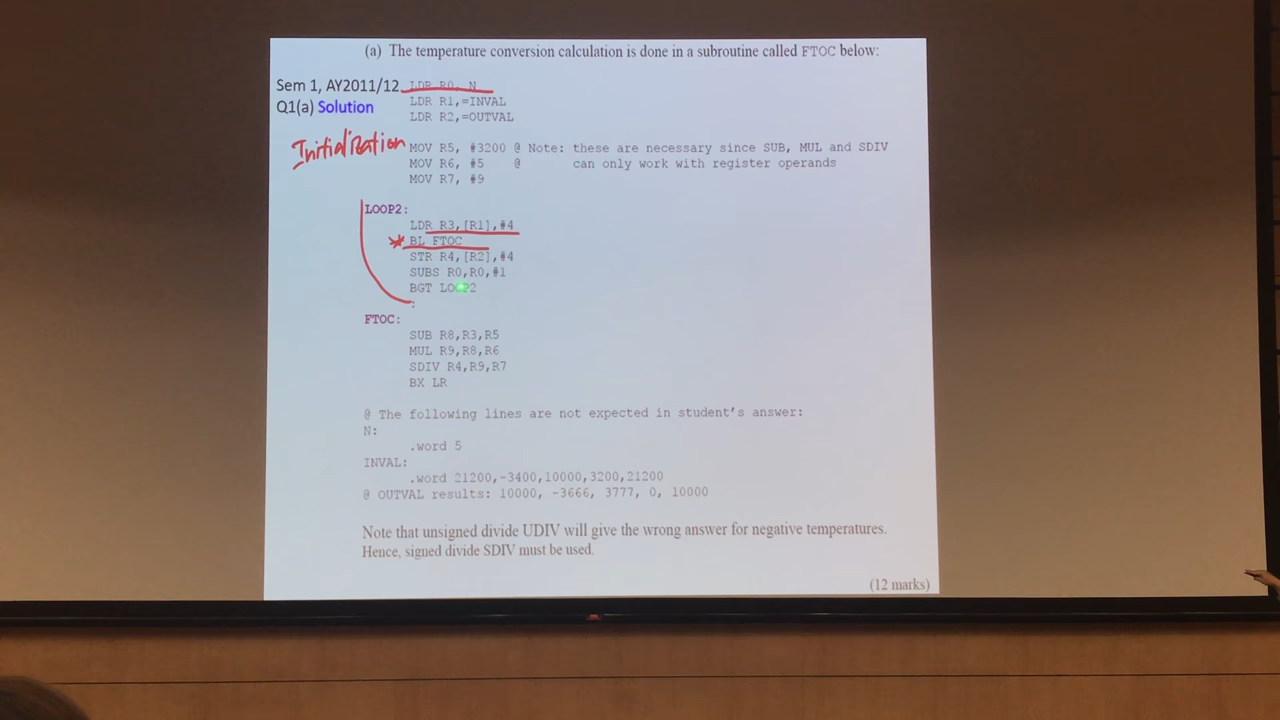 (a) The temperature conversion calculation is done in a subroutine called FTOC below:
Sem 1, AY2011/12
LDR R0, N
Q1(a) Solution
LDR R1,=INVAL
LDR R2,=OUTVAL
Initialization
MOV R5, #3200 @ Note: these are necessary since SUB, MUL and SDIV
MOV R6, #5 @ can only work with register operands
MOV R7, #9
LOOP2:
LDR R3,[R1],#4
* BL FTOC
STR R4,[R2],#4
SUBS R0,R0,#1
BGT LOOP2
:
FTOC:
SUB R8,R3,R5
MUL R9,R8,R6
SDIV R4,R9,R7
BX LR
@ The following lines are not expected in student's answer:
N:
.word 5
INVAL:
.word 21200,-3400,10000,3200,21200
@ OUTVAL results: 10000, -3666, 3777, 0, 10000
Note that unsigned divide UDIV will give the wrong answer for negative temperatures.
Hence, signed divide SDIV must be used.
(12 marks)